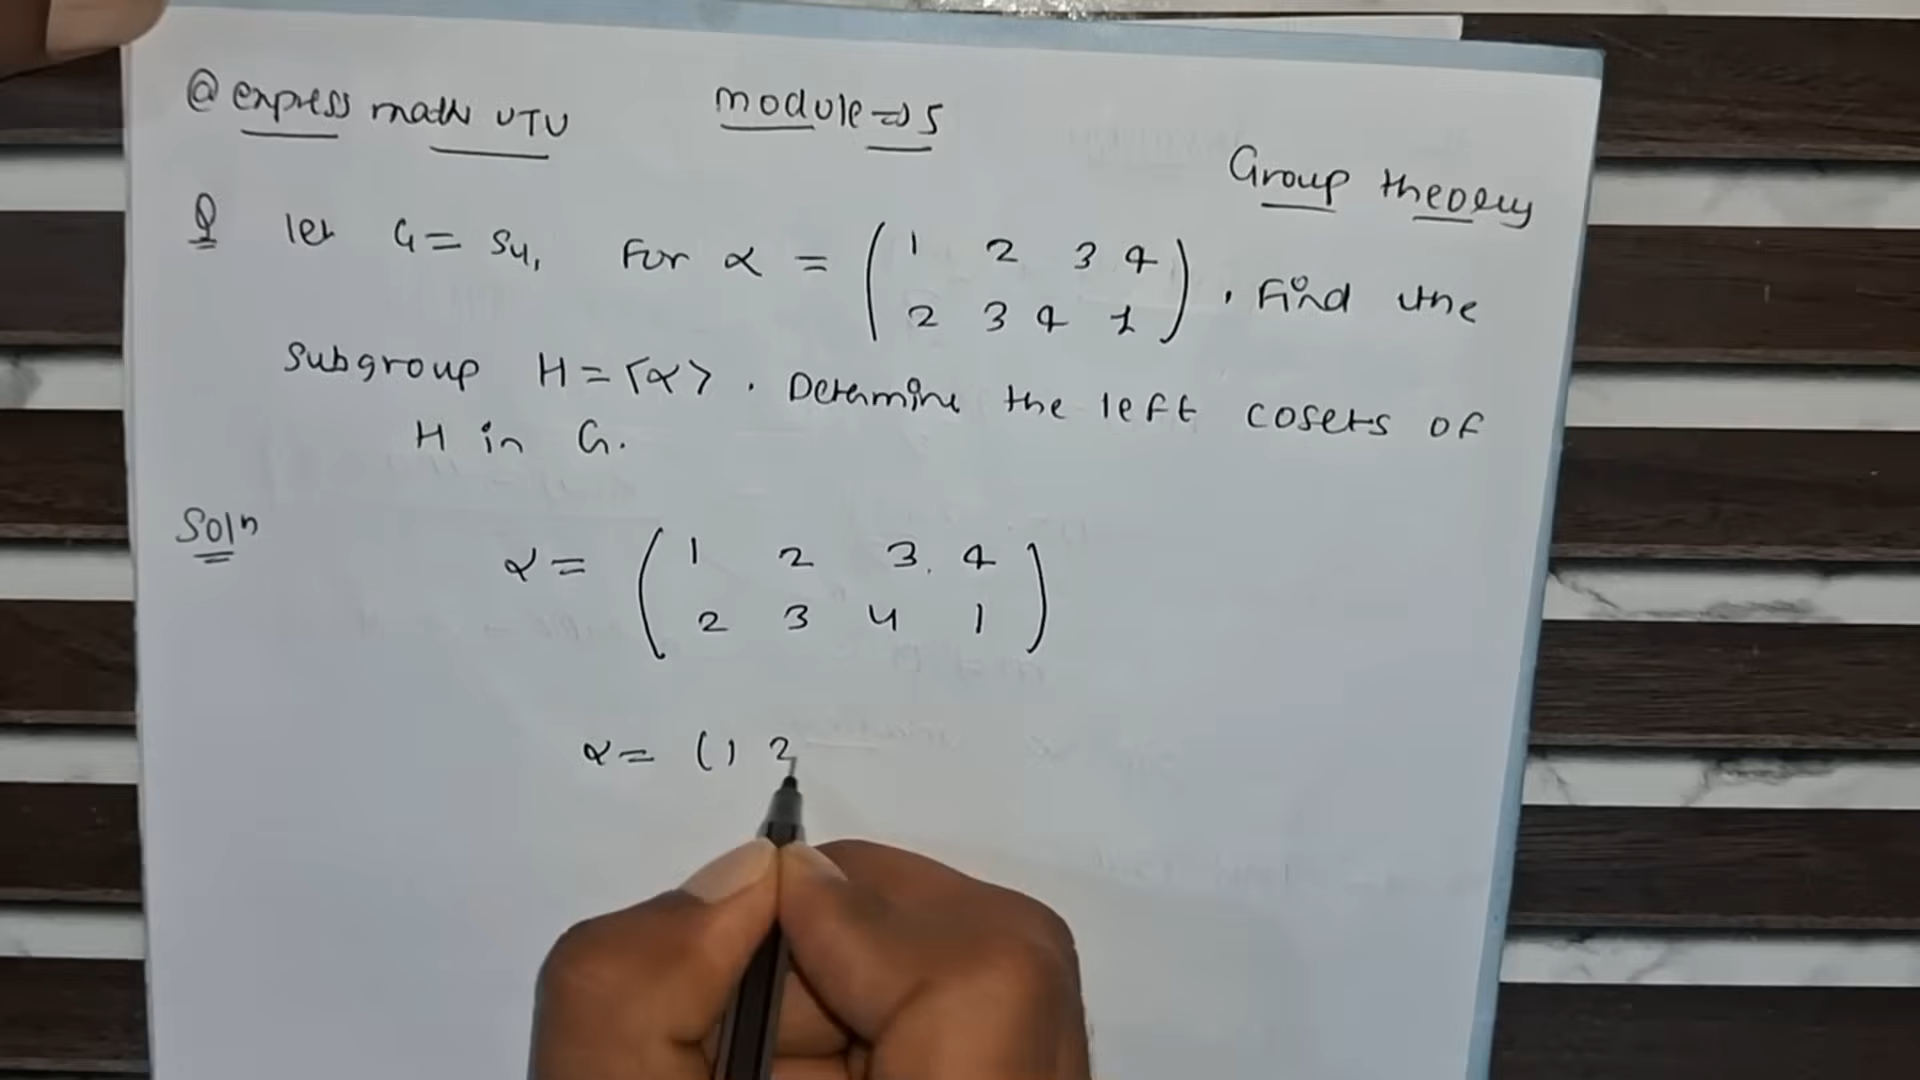 @ express math VTU module => 5
Group theory
Q let G = S4, For α = ( 1 2 3 4
2 3 4 1 ) . Find the
Subgroup H = <α> . Determine the left cosets of
H in G.
Soln
α = ( 1 2 3. 4
2 3 4 1 )
α = ( 1 2